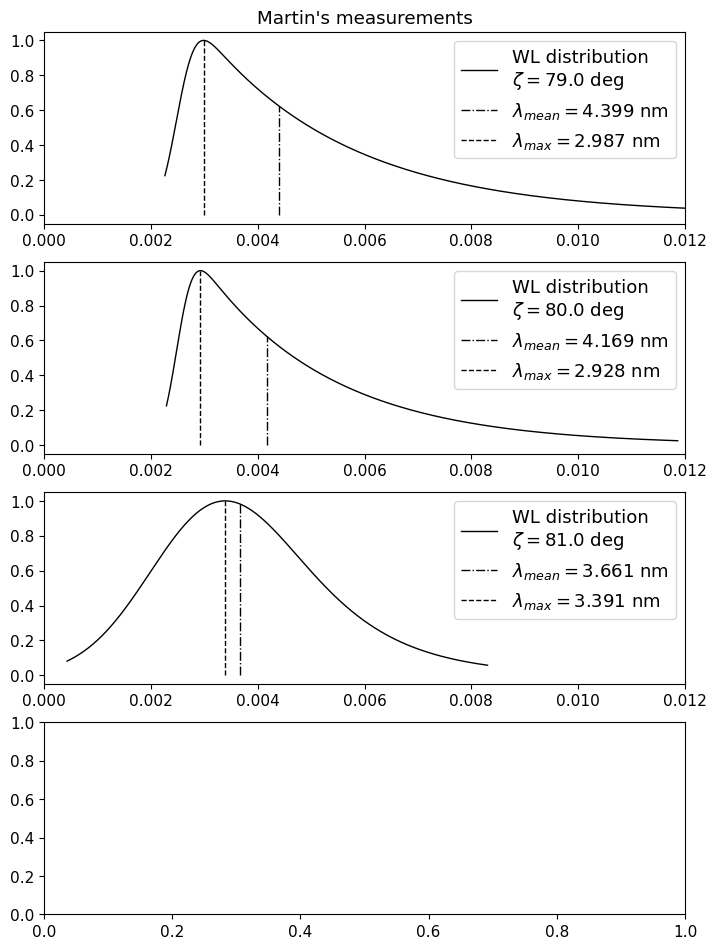 Martin's measurements
1.0
0.8
0.6
0.4
0.2
0.0
WL distribution
ζ = 79.0 deg
λmean = 4.399 nm
λmax = 2.987 nm
0.000 0.002 0.004 0.006 0.008 0.010 0.012
1.0
0.8
0.6
0.4
0.2
0.0
WL distribution
ζ = 80.0 deg
λmean = 4.169 nm
λmax = 2.928 nm
0.000 0.002 0.004 0.006 0.008 0.010 0.012
1.0
0.8
0.6
0.4
0.2
0.0
WL distribution
ζ = 81.0 deg
λmean = 3.661 nm
λmax = 3.391 nm
0.000 0.002 0.004 0.006 0.008 0.010 0.012
1.0
0.8
0.6
0.4
0.2
0.0
0.0 0.2 0.4 0.6 0.8 1.0